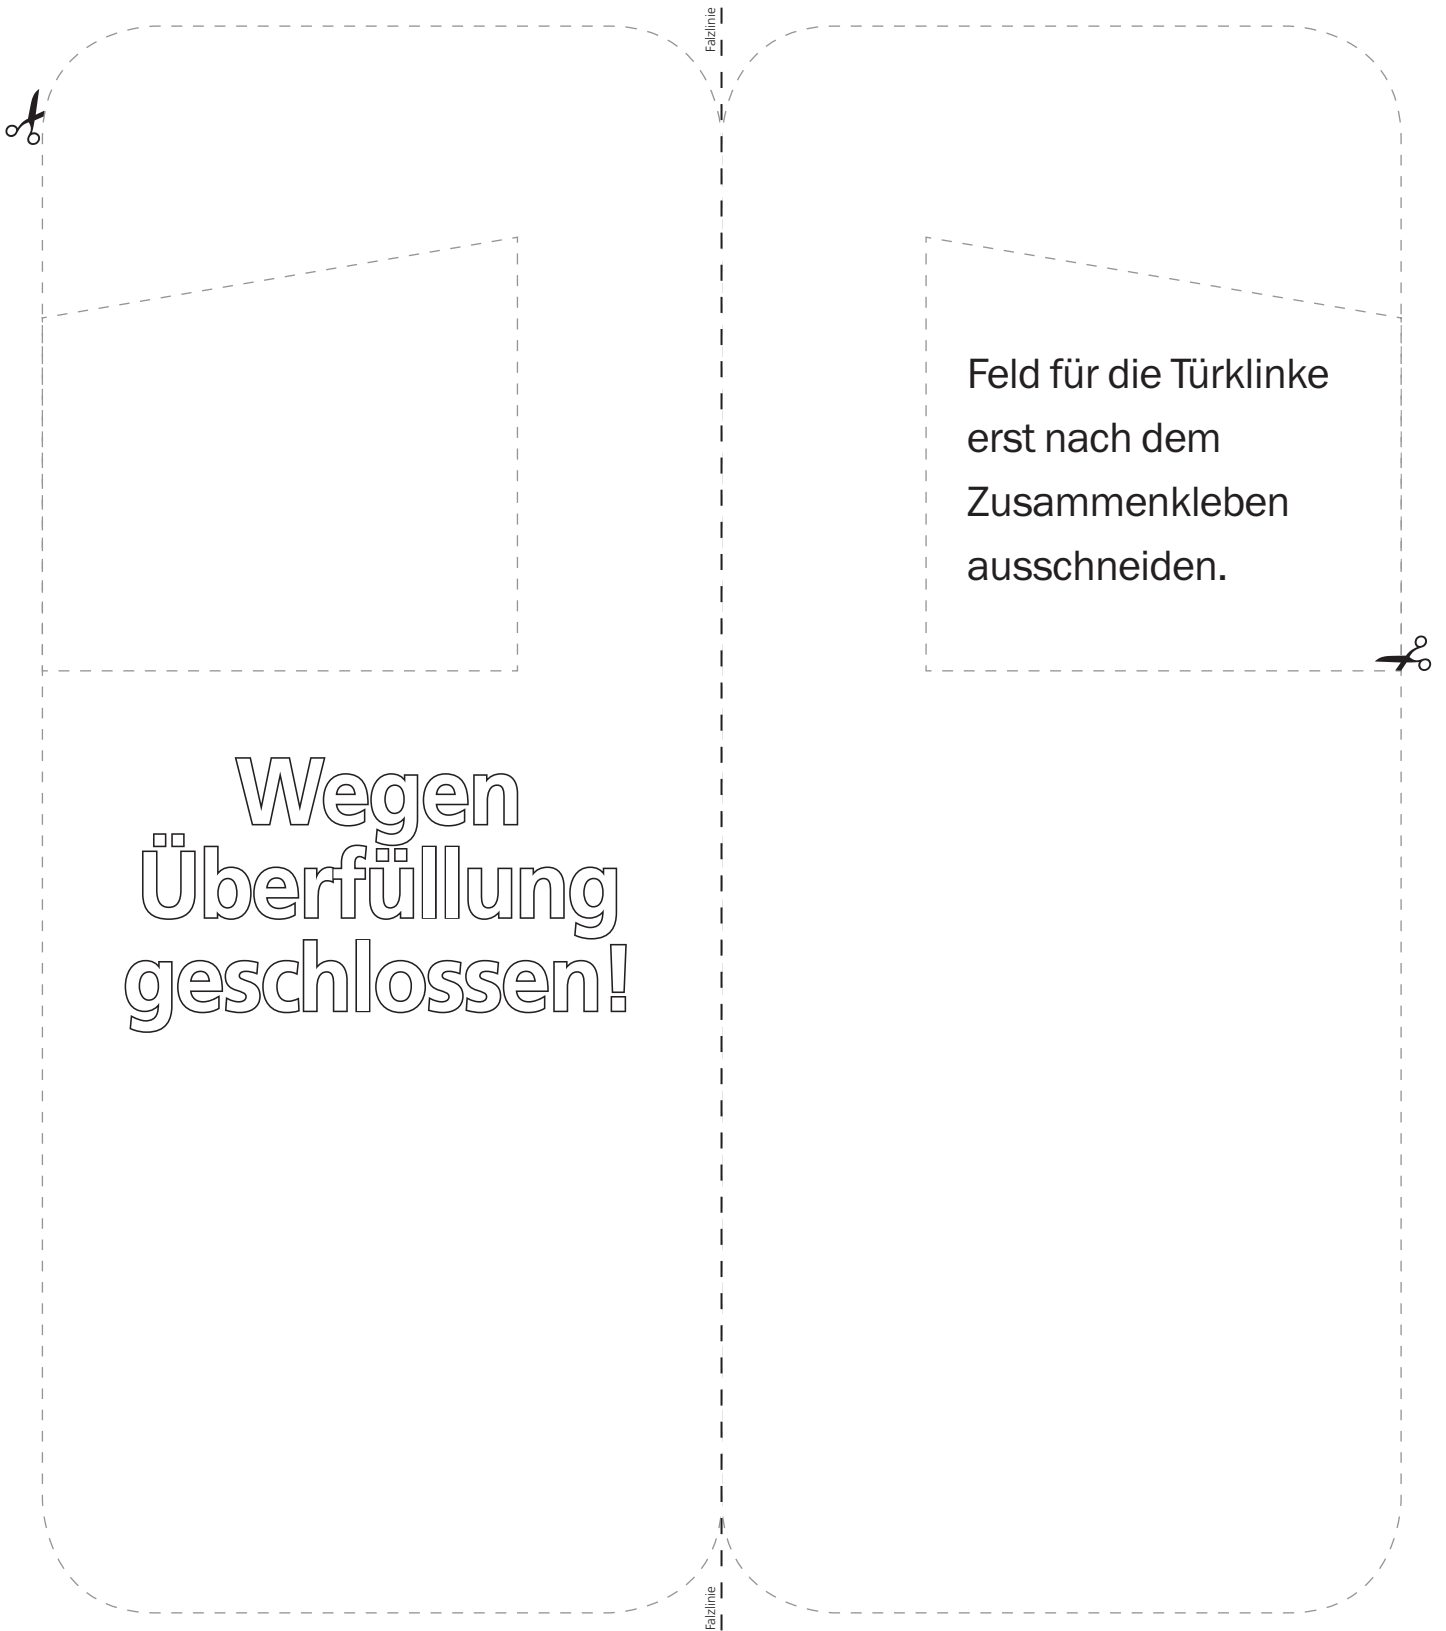 Falzlinie
Feld für die Türklinke
erst nach dem
Zusammenkleben
ausschneiden.
Wegen
Überfüllung
geschlossen!
Falzlinie